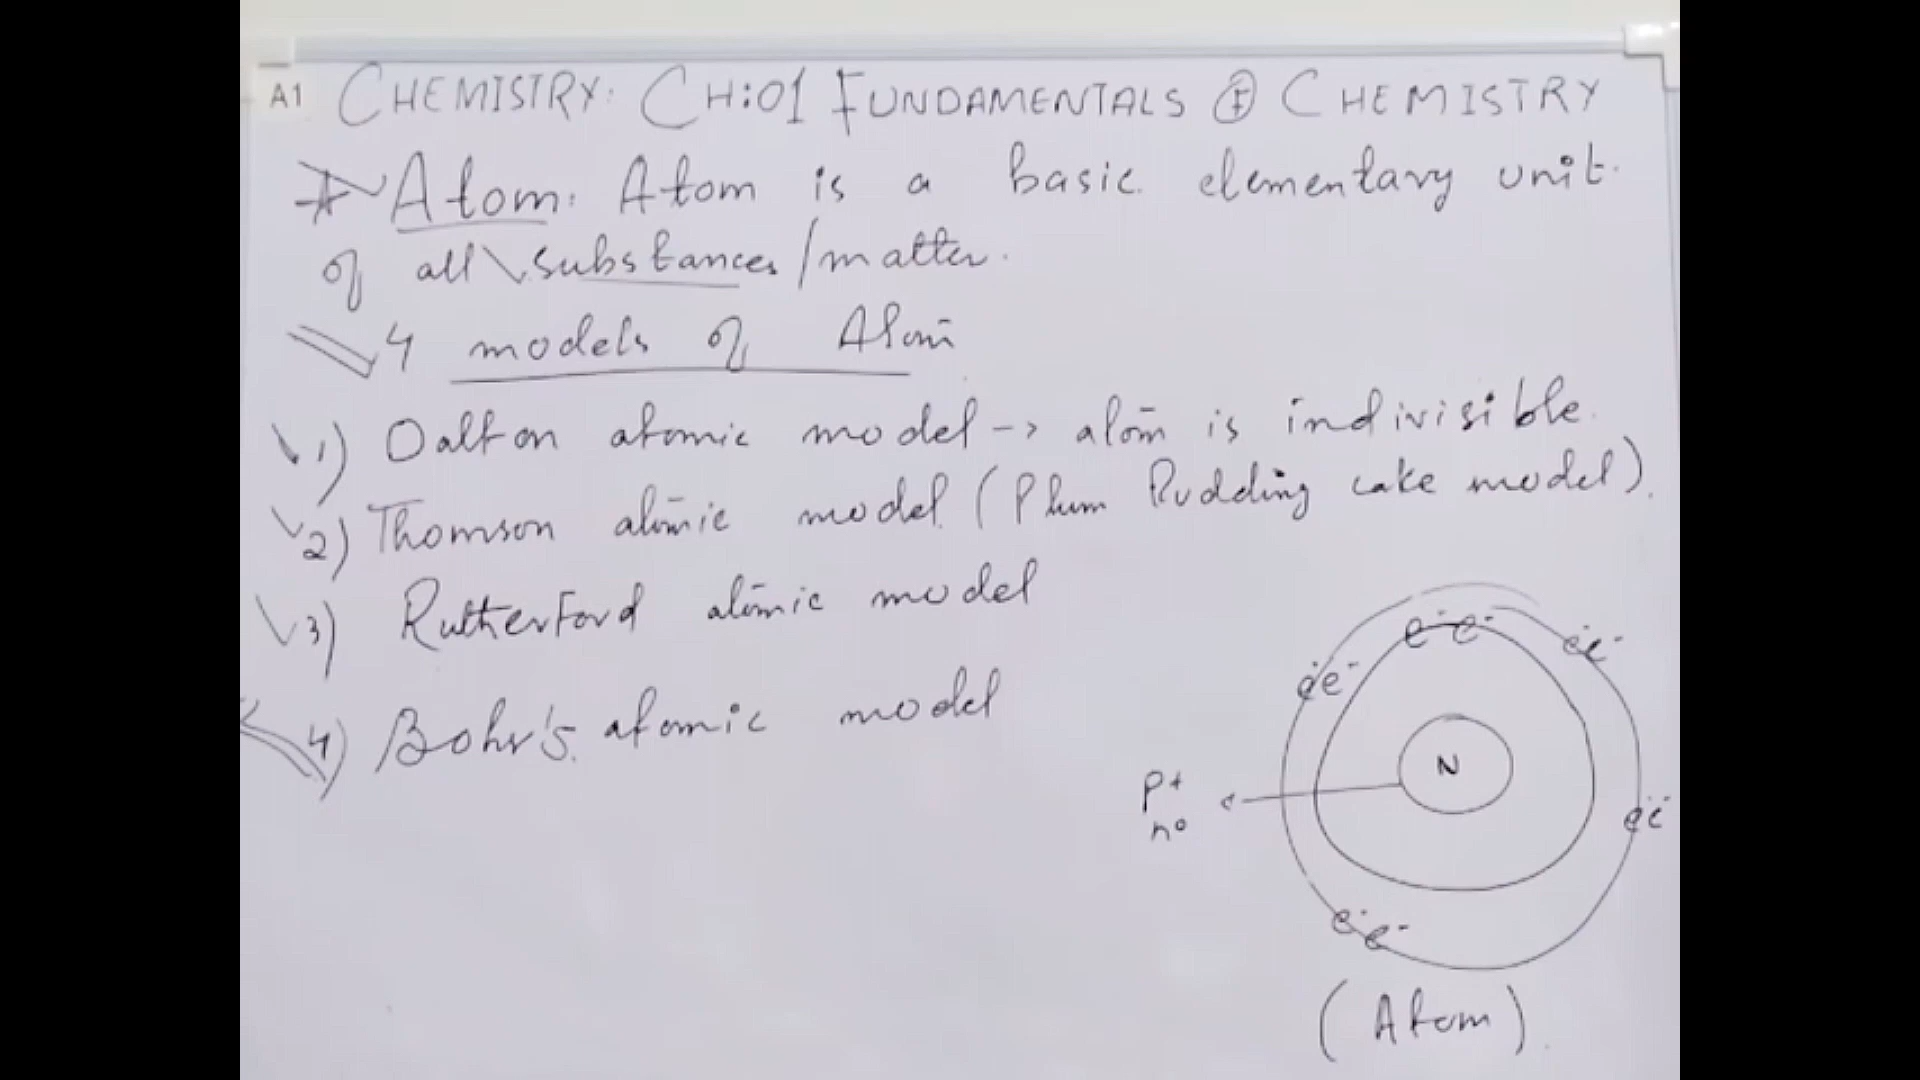 A1 CHEMISTRY: CH:01 FUNDAMENTALS OF CHEMISTRY
Atom: Atom is a basic elementary unit.
of all substances/matter.
4 models of Atom
1) Dalton atomic model -> atom is indivisible.
2) Thomson atomic model (Plum Pudding cake model).
3) Rutherford atomic model
4) Bohr's atomic model
e- e-
e- e-
e- e-
N
p+
n°
e- e-
e- e-
(Atom)